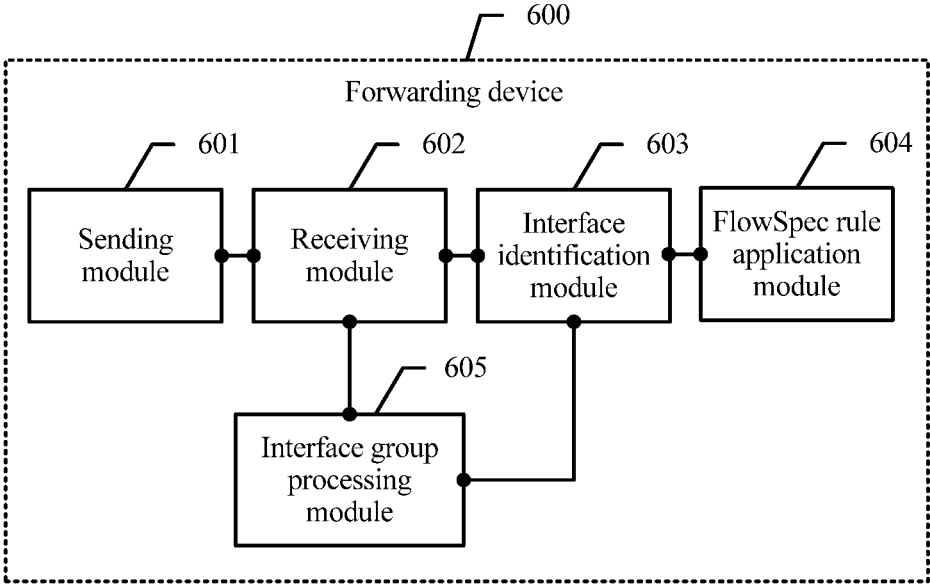 600
Forwarding device
601
602
603
604
Sending
module
Receiving
module
Interface
identification
module
FlowSpec rule
application
module
605
Interface group
processing
module